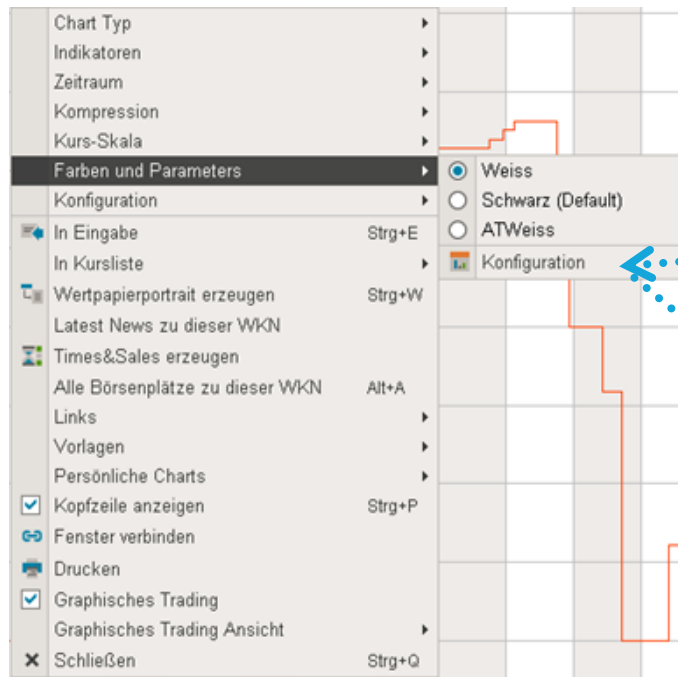 Chart Typ
Indikatoren
Zeitraum
Kompression
Kurs-Skala
Farben und Parameters
Weiss
Konfiguration
Schwarz (Default)
In Eingabe Strg+E
ATWeiss
In Kursliste
Konfiguration
Wertpapierportrait erzeugen Strg+W
Latest News zu dieser WKN
Times&Sales erzeugen
Alle Börsenplätze zu dieser WKN Alt+A
Links
Vorlagen
Persönliche Charts
Kopfzeile anzeigen Strg+P
Fenster verbinden
Drucken
Graphisches Trading
Graphisches Trading Ansicht
Schließen Strg+Q